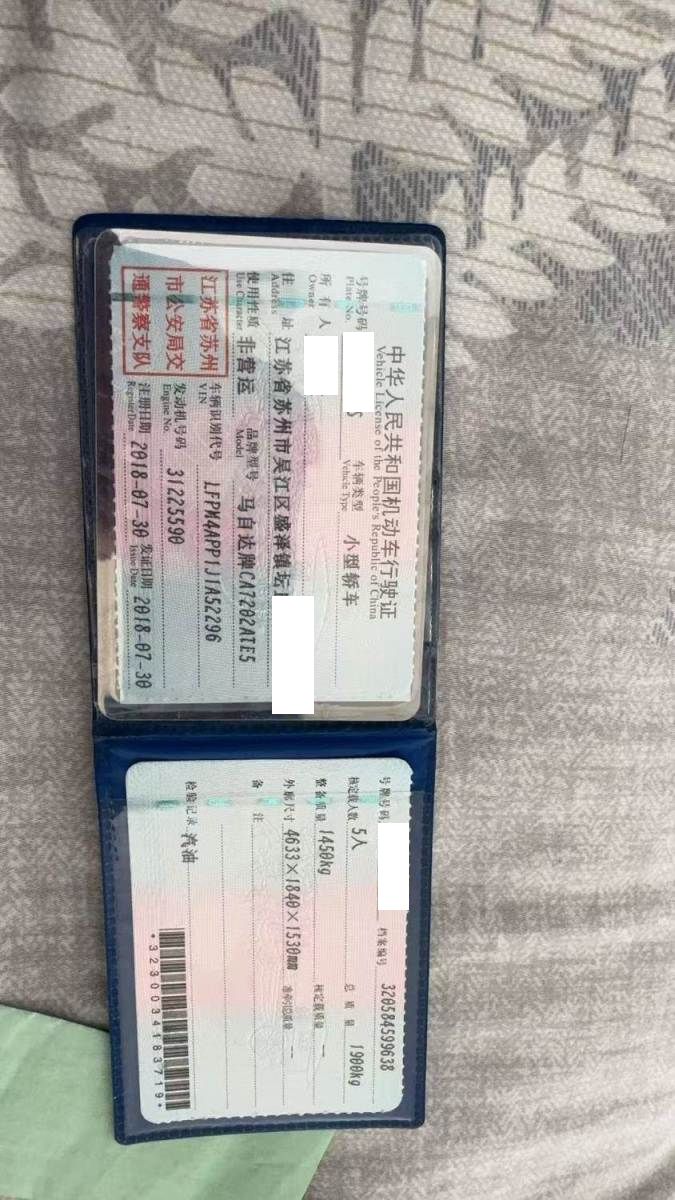 中华人民共和国机动车行驶证
Vehicle License of the People's Republic of China
号牌号码
Plate No.
S
车辆类型
Vehicle Type
小型轿车
所有人
Owner
住址
Address
江苏省苏州市吴江区盛泽镇坛
使用性质
Use Character
非营运
品牌型号
Model
马自达牌CA7202ATE5
江苏省苏州
市公安局交
通警察支队
车辆识别代号
VIN
LFPM4APP1J1A52296
发动机号码
Engine No.
31225590
注册日期
Register Date
2018-07-30
发证日期
Issue Date
2018-07-30
号牌号码
档案编号
320584599638
核定载人数 5人
总质量 1900kg
整备质量 1450kg
核定载质量 --
外廓尺寸 4633×1840×1530mm
准牵引总质量 --
备注
检验记录 汽油
*3230034183719*